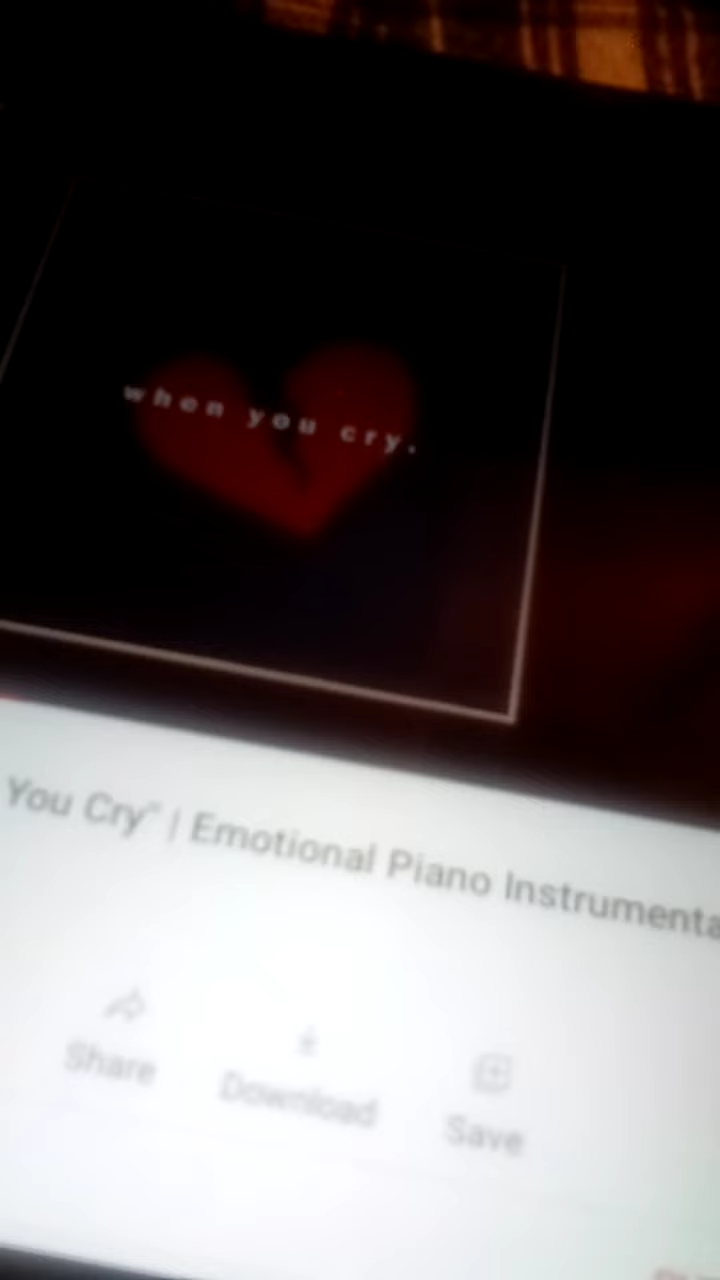 when you cry.
You Cry" | Emotional Piano Instrumenta
Share Download Save